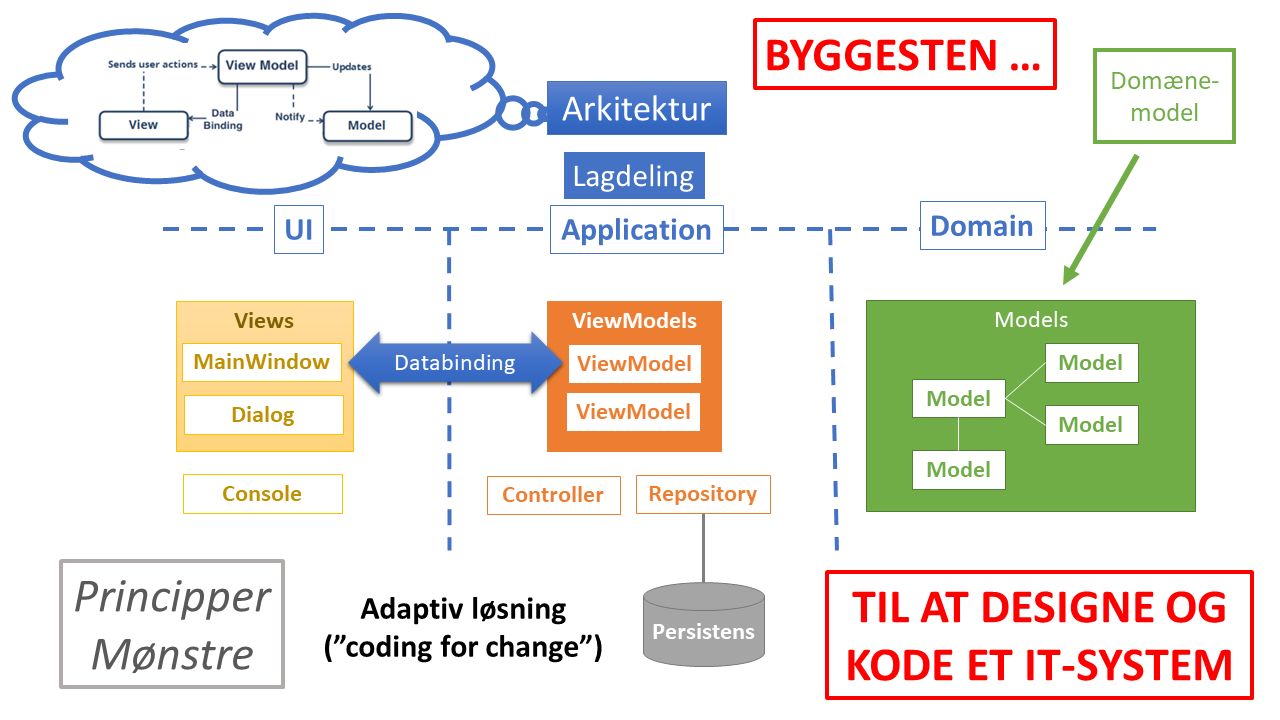 Sends user actions
View Model
Updates
View
Data
Binding
Notify
Model
BYGGESTEN …
Arkitektur
Domæne-
model
Lagdeling
UI
Application
Domain
Views
MainWindow
Dialog
Console
Databinding
ViewModels
ViewModel
ViewModel
Controller
Repository
Models
Model
Model
Model
Model
Principper
Mønstre
Adaptiv løsning
(”coding for change”)
Persistens
TIL AT DESIGNE OG
KODE ET IT-SYSTEM